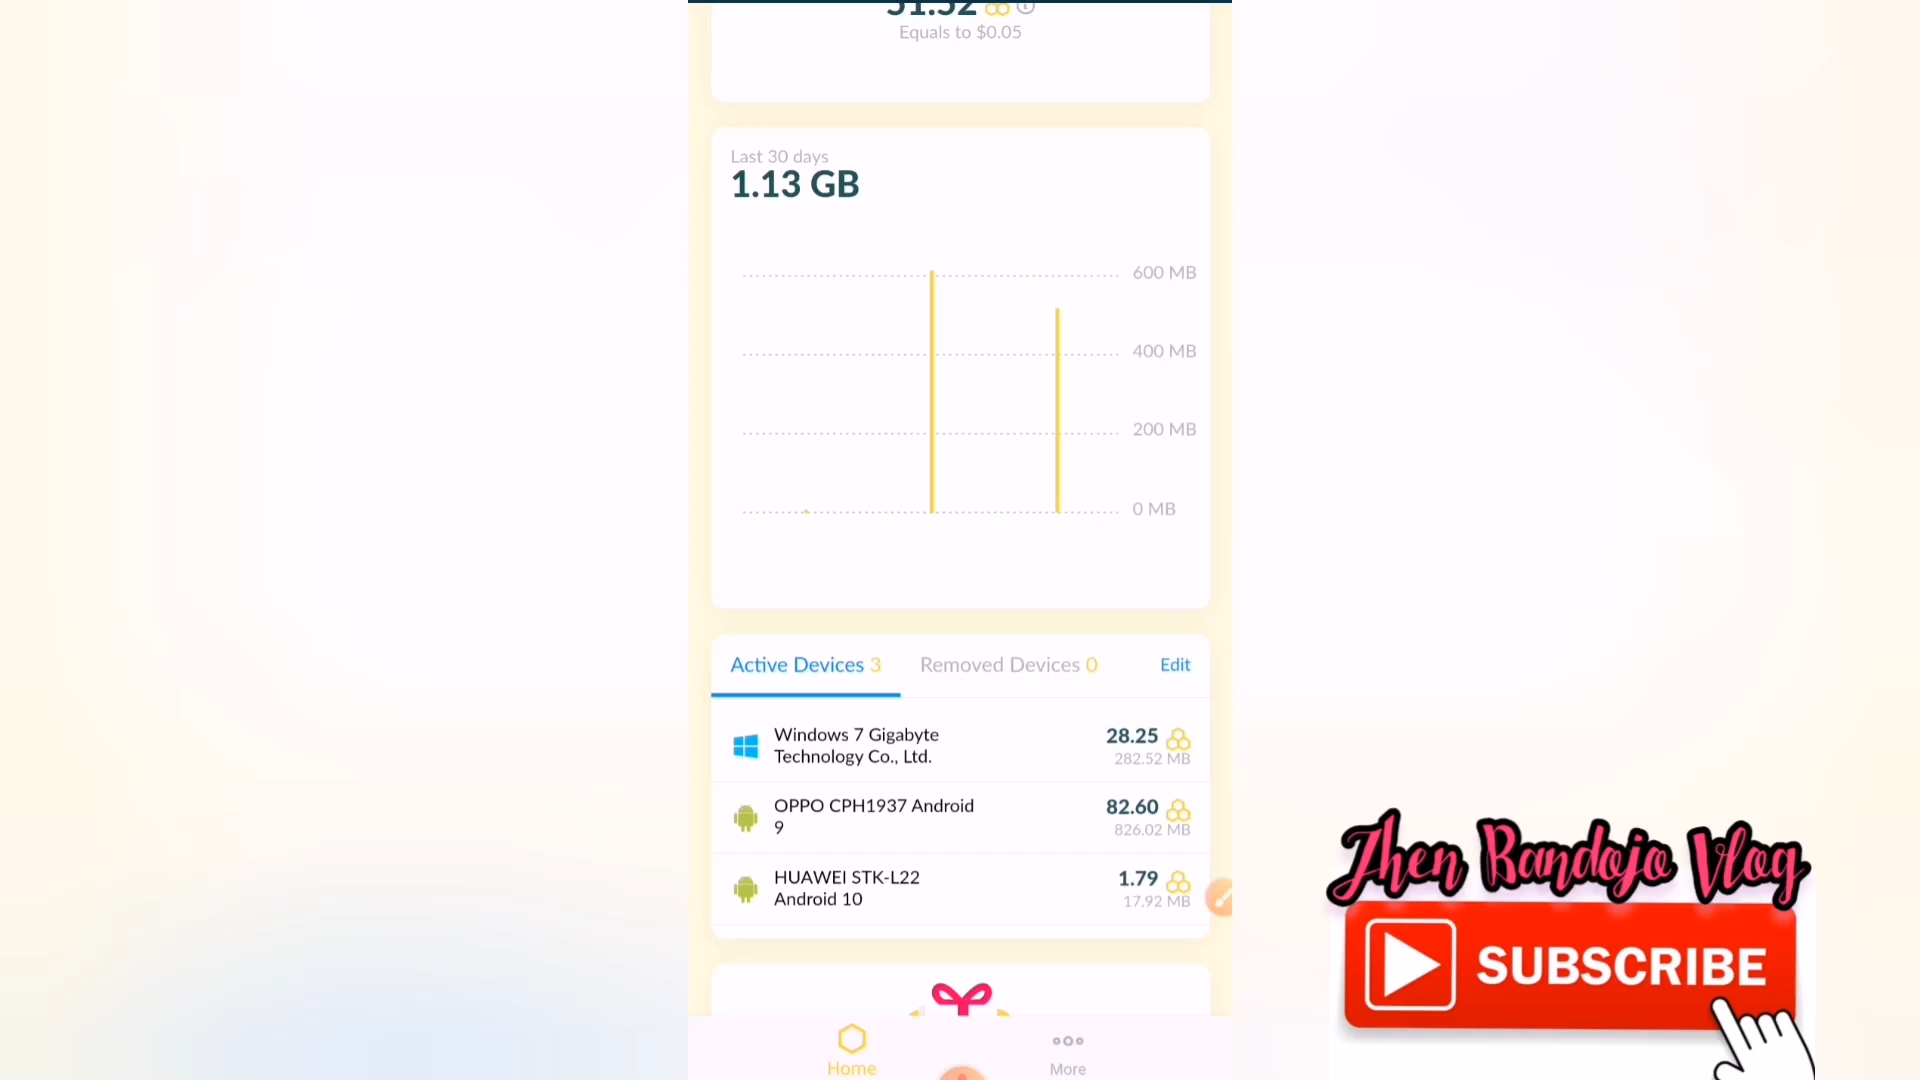 51.52
Equals to $0.05
Last 30 days
1.13 GB
600 MB
400 MB
200 MB
0 MB
Active Devices 3
Removed Devices 0
Edit
Windows 7 Gigabyte
Technology Co., Ltd.
28.25
282.52 MB
OPPO CPH1937 Android
9
82.60
826.02 MB
HUAWEI STK-L22
Android 10
1.79
17.92 MB
Home
More
Jhen Bandojo Vlog
SUBSCRIBE